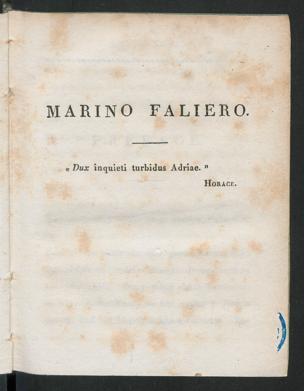 MARINO FALIERO.
„Dux inquieti turbidus Adriae."
HORACE.